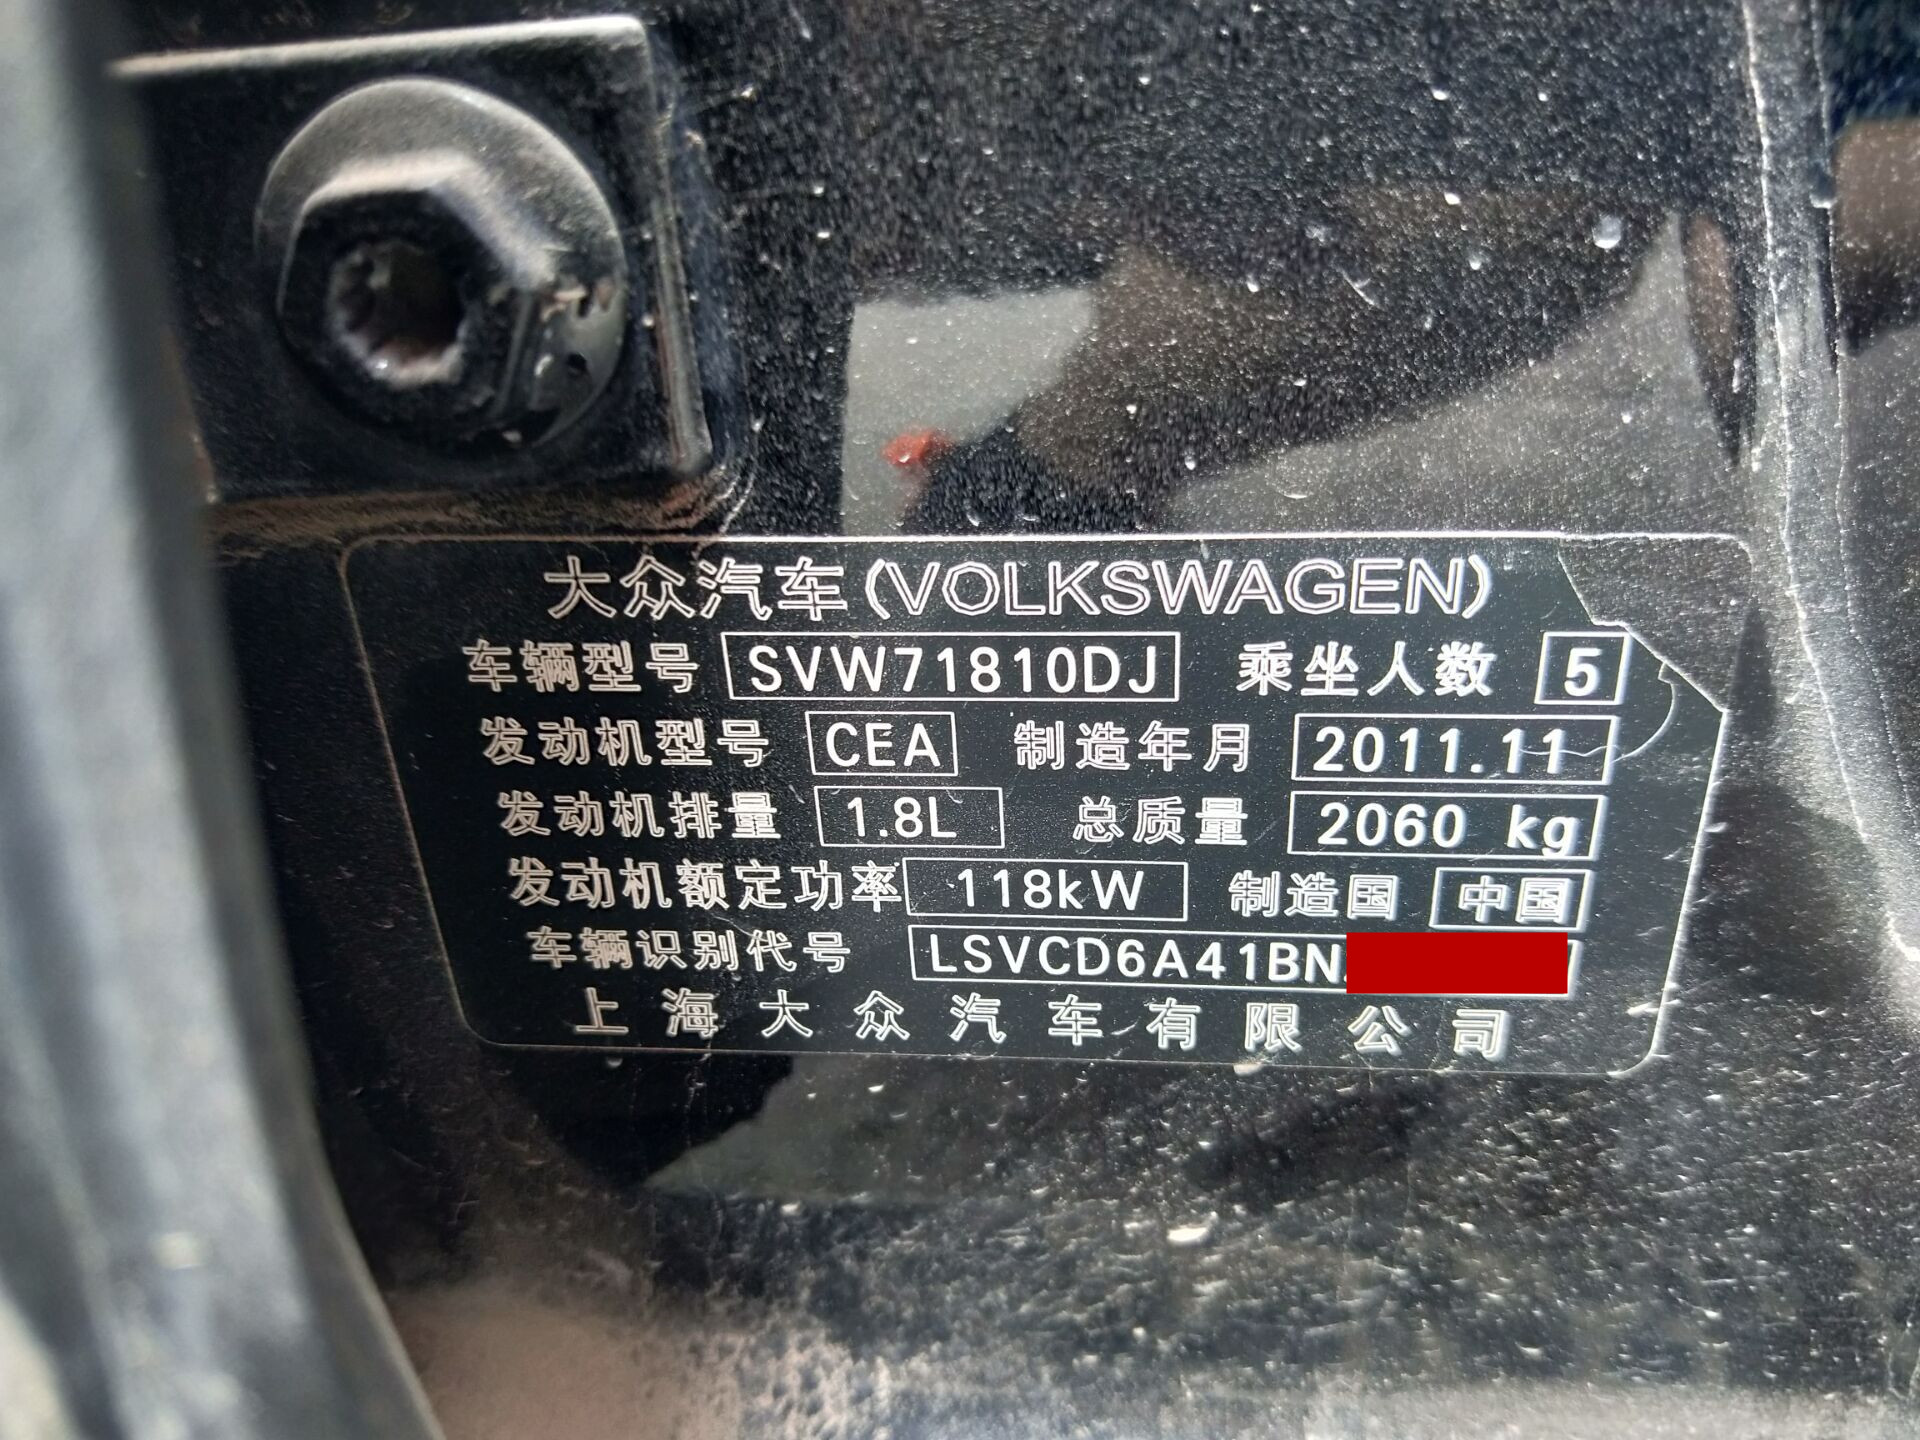 大众汽车(VOLKSWAGEN)
车辆型号 SVW71810DJ 乘坐人数 5
发动机型号 CEA 制造年月 2011.11
发动机排量 1.8L 总质量 2060 kg
发动机额定功率 118kW 制造国 中国
车辆识别代号 LSVCD6A41BN
上海大众汽车有限公司